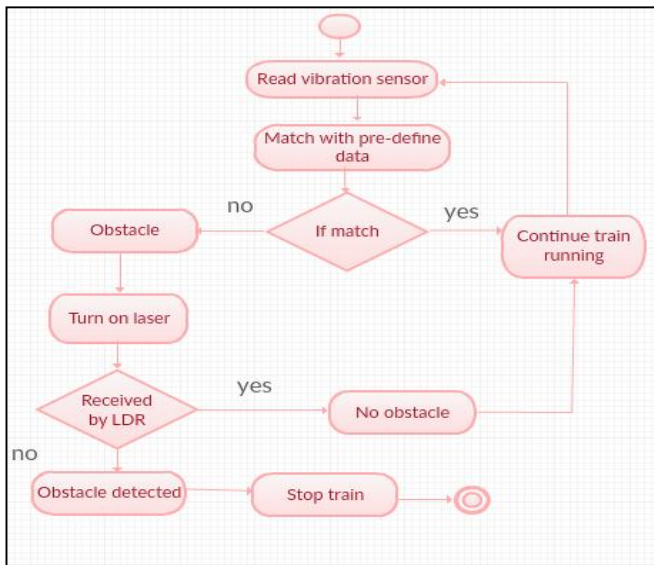 Read vibration sensor
Match with pre-define
data
no
If match
yes
Obstacle
Continue train
running
Turn on laser
Received
by LDR
yes
No obstacle
no
Obstacle detected
Stop train